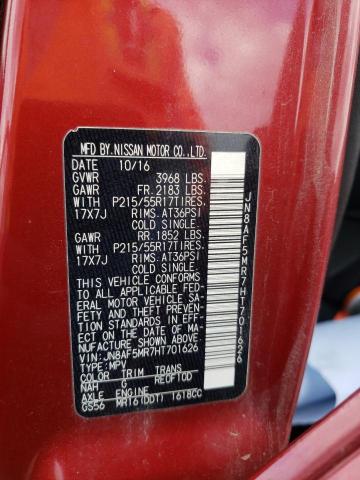 MFD.BY.NISSAN MOTOR CO.,LTD.
DATE 10/16
GVWR 3968 LBS.
GAWR FR. 2183 LBS.
WITH P215/55R17TIRES.
17X7J RIMS. AT36PSI
COLD SINGLE.
GAWR RR. 1852 LBS.
WITH P215/55R17TIRES.
17X7J RIMS. AT36PSI
COLD SINGLE.
THIS VEHICLE CONFORMS
TO ALL APPLICABLE FED-
ERAL MOTOR VEHICLE SA-
FETY AND THEFT PREVEN-
TION STANDARDS IN EFF-
ECT ON THE DATE OF MA-
NUFACTURE SHOWN ABOVE.
VIN: JN8AF5MR7HT701626
TYPE: MPV
COLOR TRIM TRANS
NAH G RE0F10D
AXLE ENGINE
GS56 MR16(DDT) 1618CC
JN8AF5MR7HT701626